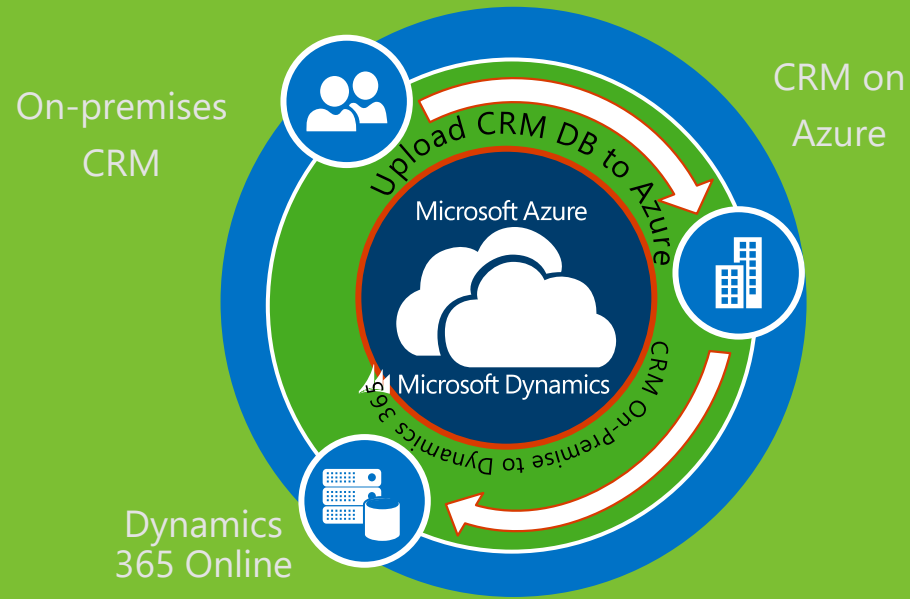 On-premises
CRM
CRM on
Azure
Upload CRM DB to Azure
Microsoft Azure
Microsoft Dynamics
CRM On-Premise to Dynamics 365
Dynamics
365 Online